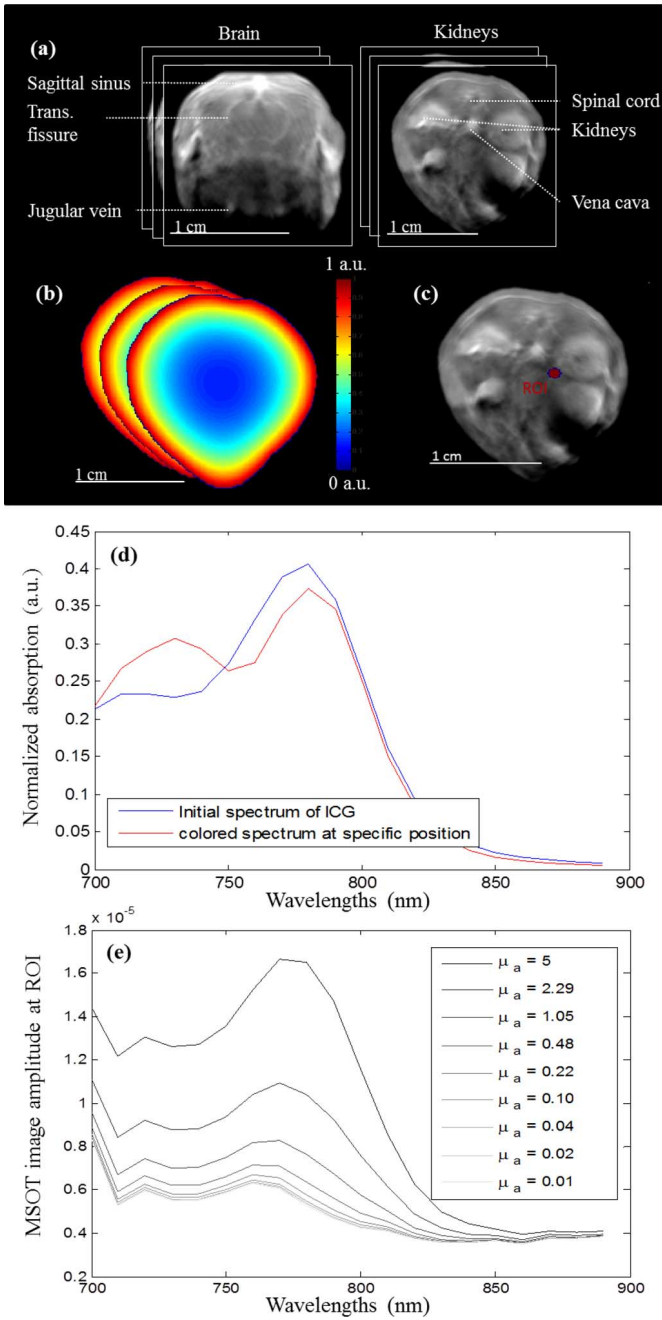 (a)
Brain
Kidneys
Sagittal sinus
Trans.
fissure
Jugular vein
1 cm
Spinal cord
Kidneys
Vena cava
1 cm
(b)
1 a.u.
0 a.u.
1 cm
(c)
ROI
1 cm
(d)
Normalized absorption (a.u.)
0.45
0.4
0.35
0.3
0.25
0.2
0.15
0.1
0.05
0
Initial spectrum of ICG
colored spectrum at specific position
700 750 800 850 900
Wavelengths (nm)
(e)
x 10⁻⁵
MSOT image amplitude at ROI
1.8
1.6
1.4
1.2
1
0.8
0.6
0.4
0.2
μ a = 5
μ a = 2.29
μ a = 1.05
μ a = 0.48
μ a = 0.22
μ a = 0.10
μ a = 0.04
μ a = 0.02
μ a = 0.01
700 750 800 850 900
Wavelengths (nm)